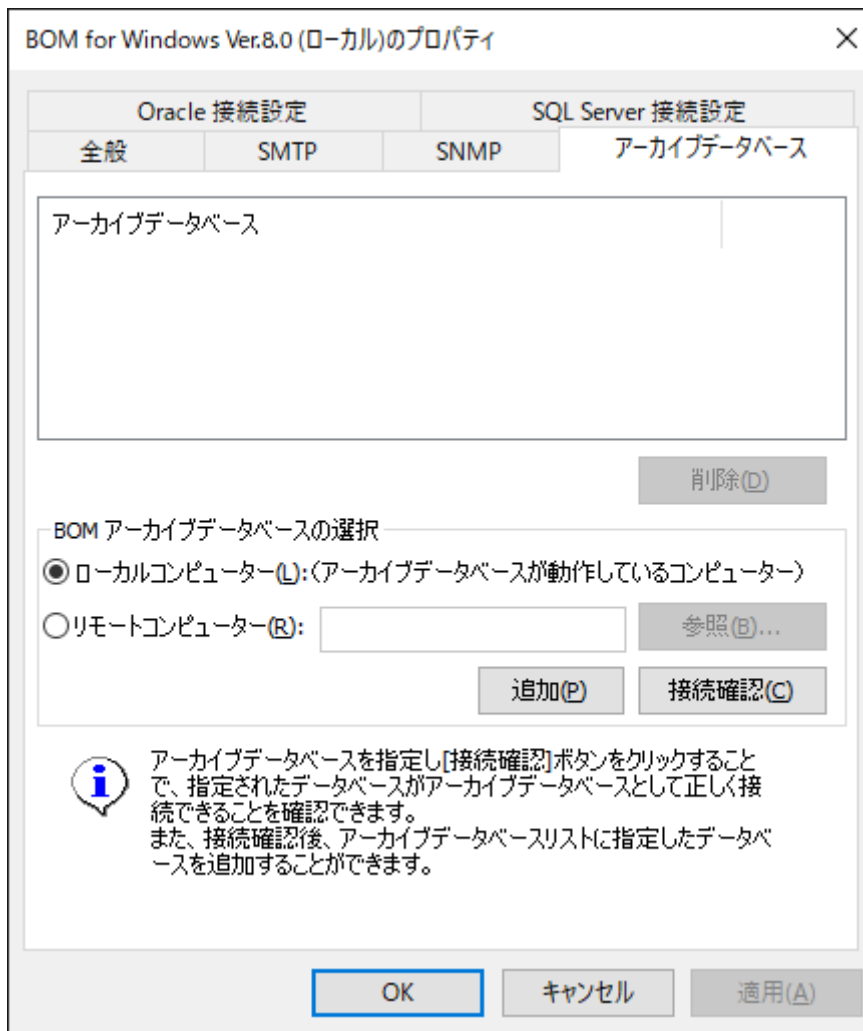 BOM for Windows Ver.8.0 (ローカル)のプロパティ
Oracle 接続設定
SQL Server 接続設定
全般
SMTP
SNMP
アーカイブデータベース
アーカイブデータベース
削除(D)
BOM アーカイブデータベースの選択
ローカルコンピューター(L):(アーカイブデータベースが動作しているコンピューター)
リモートコンピューター(R):
参照(B)...
追加(P)
接続確認(C)
アーカイブデータベースを指定し[接続確認]ボタンをクリックすること
で、指定されたデータベースがアーカイブデータベースとして正しく接
続できることを確認できます。
また、接続確認後、アーカイブデータベースリストに指定したデータベ
ースを追加することができます。
OK
キャンセル
適用(A)